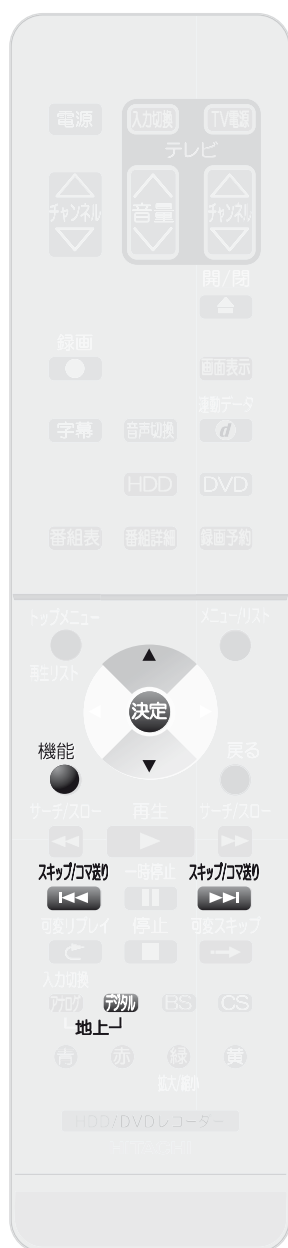 電源 入力切換 TV電源
テレビ
チャンネル 音量 チャンネル
開/閉
録画
画面表示
連動データ
字幕 音声切換 d
HDD DVD
番組表 番組詳細 録画予約
トップメニュー メニュー/リスト
再生リスト
決定
機能 戻る
サーチ/スロー 再生 サーチ/スロー
スキップ/コマ送り 一時停止 スキップ/コマ送り
可変リプレイ 停止 可変スキップ
入力切換
アナログ デジタル BS CS
地上
青 赤 緑 黄
拡大/縮小
HDD/DVDレコーダー